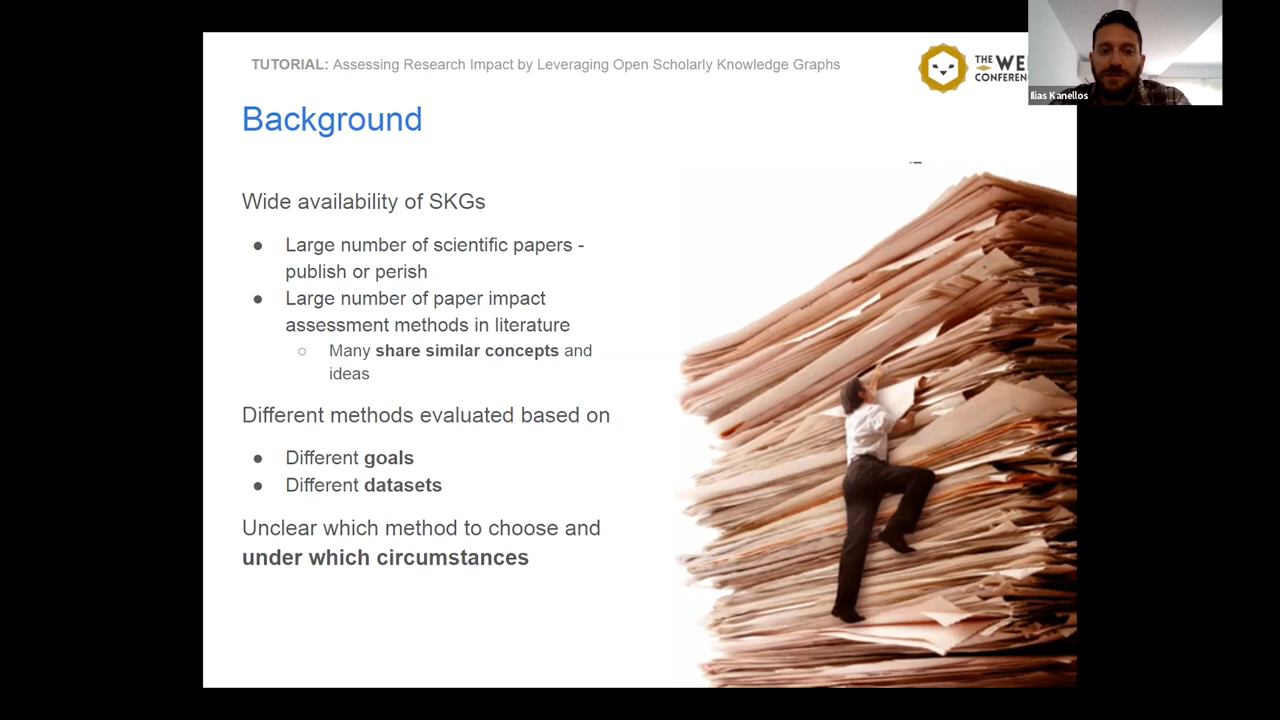 TUTORIAL: Assessing Research Impact by Leveraging Open Scholarly Knowledge Graphs
THE WE
CONFEREN
Ilias Kanellos
Background
Wide availability of SKGs
● Large number of scientific papers -
publish or perish
● Large number of paper impact
assessment methods in literature
○ Many share similar concepts and
ideas
Different methods evaluated based on
● Different goals
● Different datasets
Unclear which method to choose and
under which circumstances